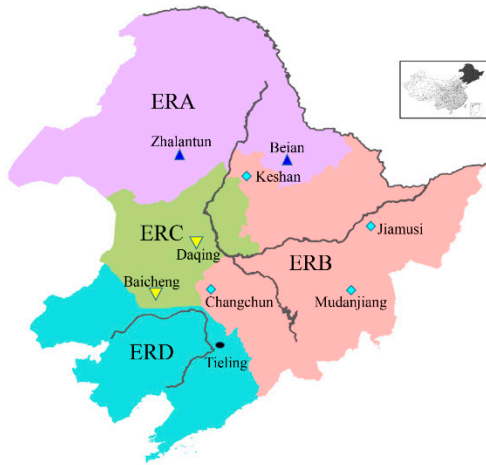 ERA
Zhalantun
Beian
Keshan
ERC
Jiamusi
Daqing
ERB
Baicheng
Changchun
Mudanjiang
ERD
Tieling